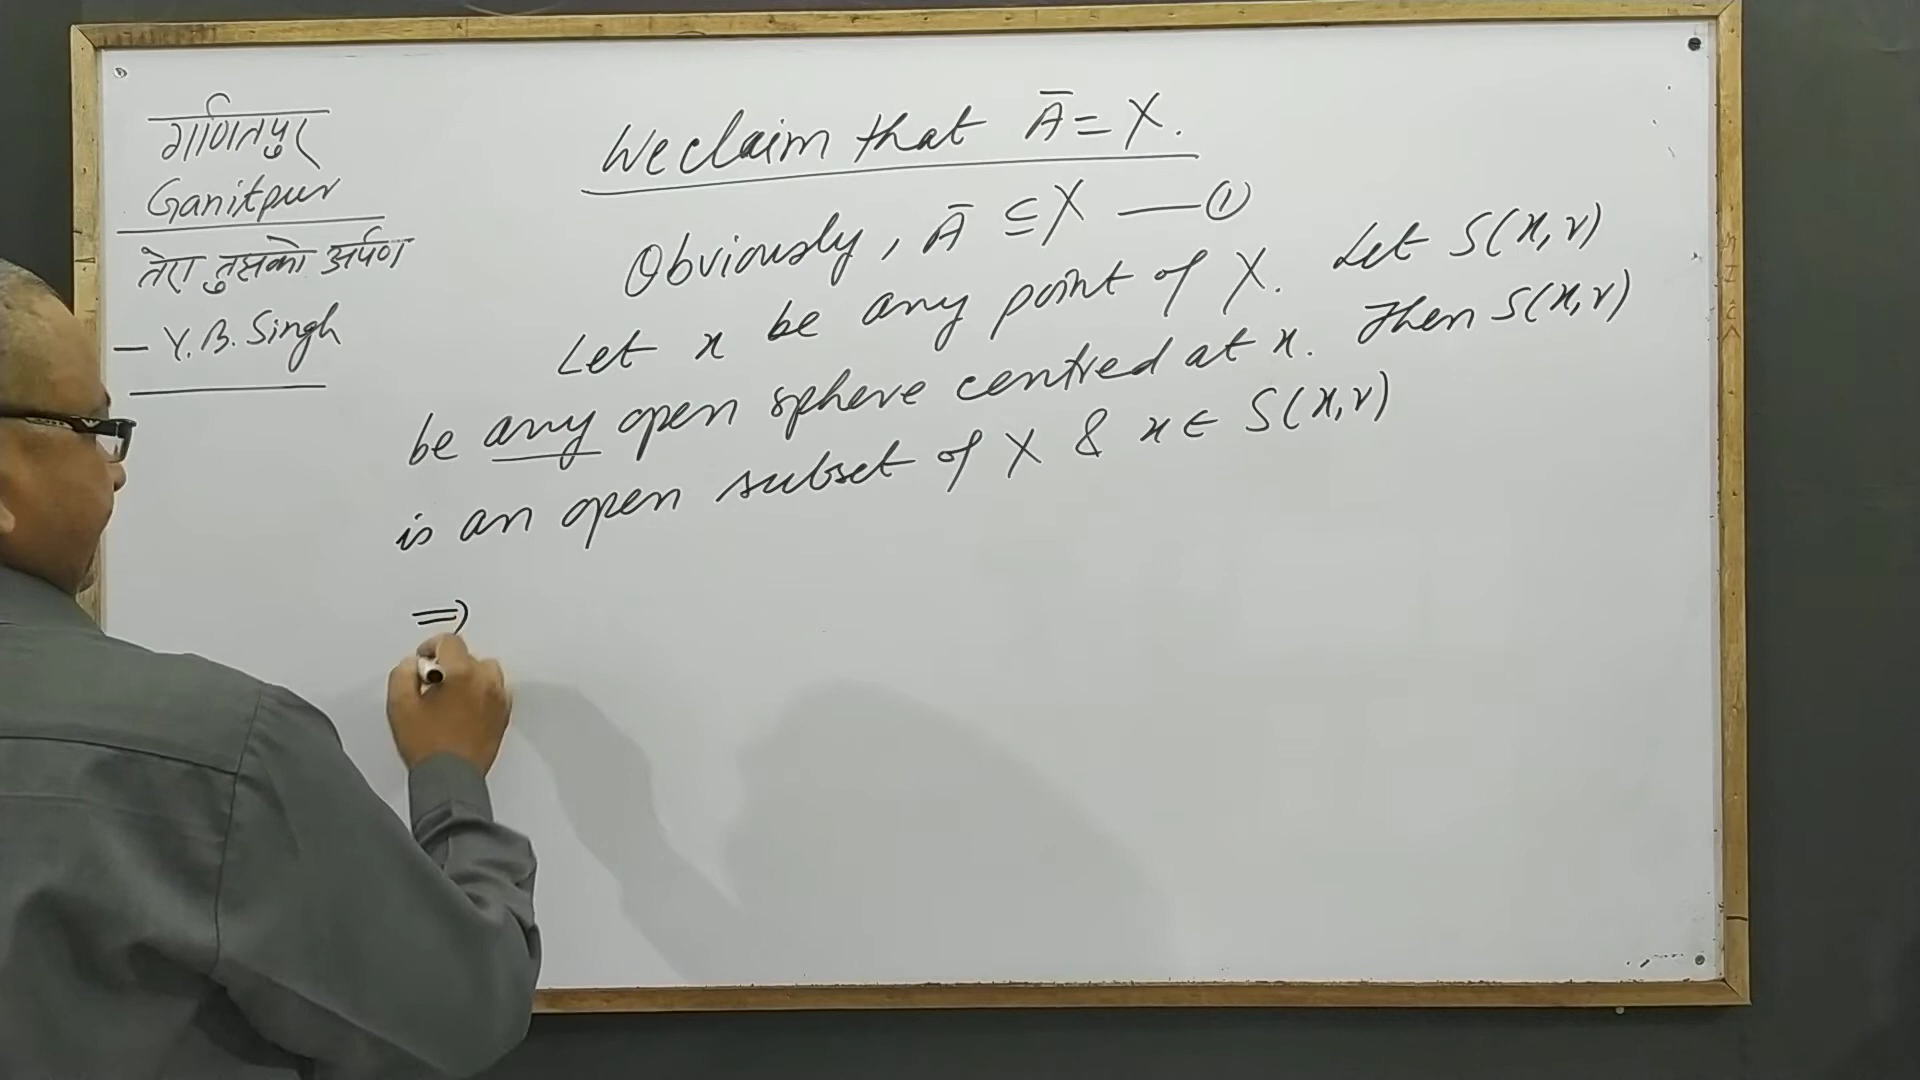 गणितपुर
Ganitpur
तेरा तुझको अर्पण
— Y. B. Singh
We claim that Ā = X.
Obviously, Ā ⊆ X — ①
Let x be any point of X. Let S(x, r)
be any open sphere centred at x. Then S(x, r)
is an open subset of X & x ∈ S(x, r)
⇒